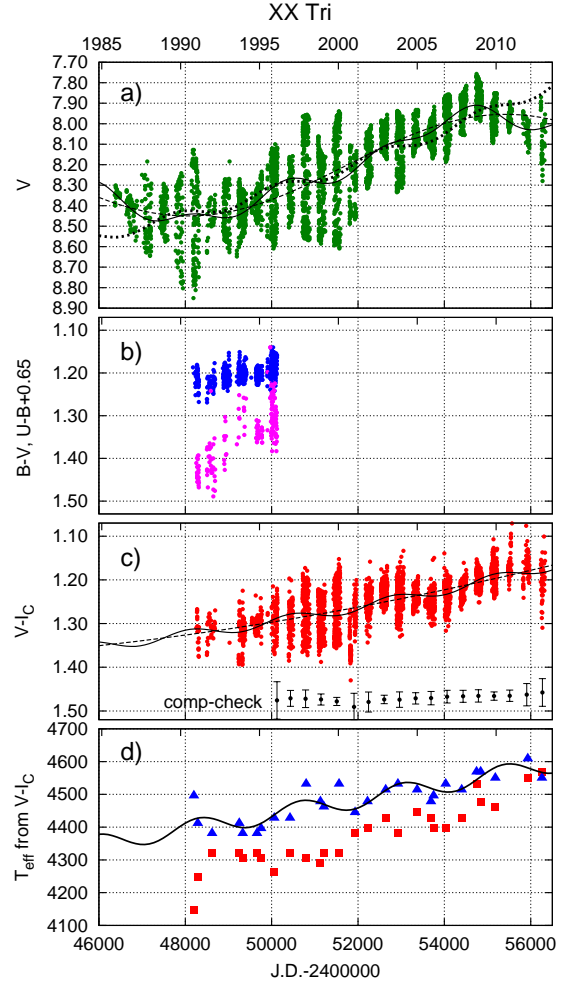 XX Tri
1985 1990 1995 2000 2005 2010
a)
V
7.70
7.80
7.90
8.00
8.10
8.20
8.30
8.40
8.50
8.60
8.70
8.80
8.90
b)
B-V, U-B+0.65
1.10
1.20
1.30
1.40
1.50
c)
V-I_C
1.10
1.20
1.30
1.40
1.50
comp-check
d)
T_eff from V-I_C
4700
4600
4500
4400
4300
4200
4100
46000 48000 50000 52000 54000 56000
J.D.-2400000